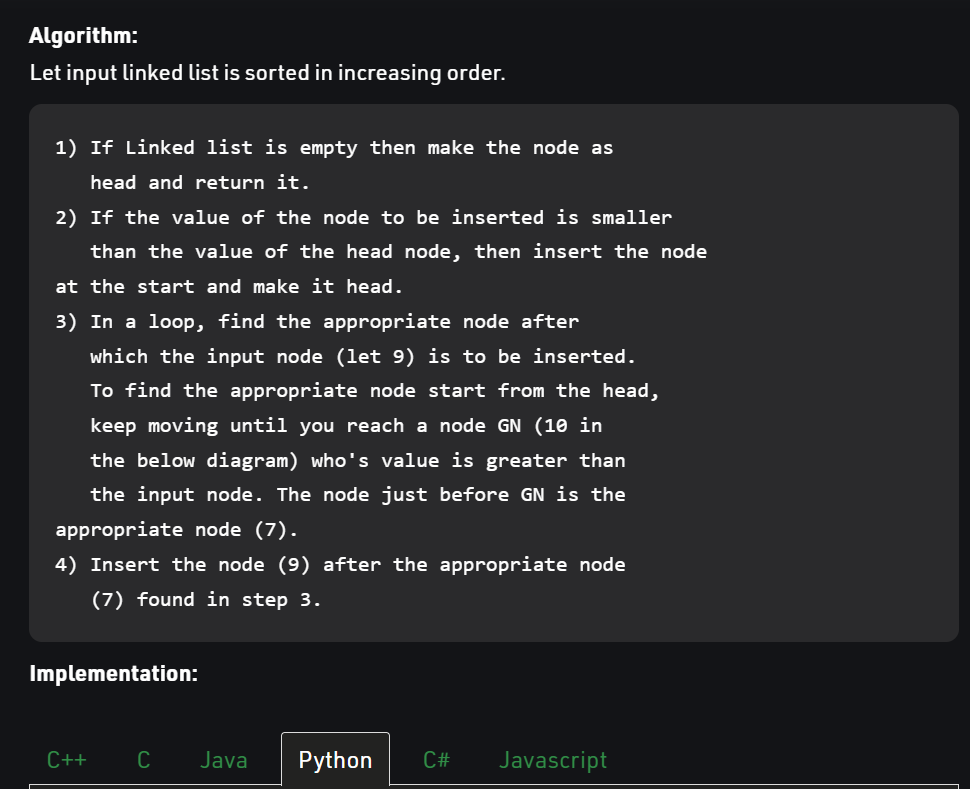 Algorithm:
Let input linked list is sorted in increasing order.
1) If Linked list is empty then make the node as
head and return it.
2) If the value of the node to be inserted is smaller
than the value of the head node, then insert the node
at the start and make it head.
3) In a loop, find the appropriate node after
which the input node (let 9) is to be inserted.
To find the appropriate node start from the head,
keep moving until you reach a node GN (10 in
the below diagram) who's value is greater than
the input node. The node just before GN is the
appropriate node (7).
4) Insert the node (9) after the appropriate node
(7) found in step 3.
Implementation:
C++ C Java Python C# Javascript